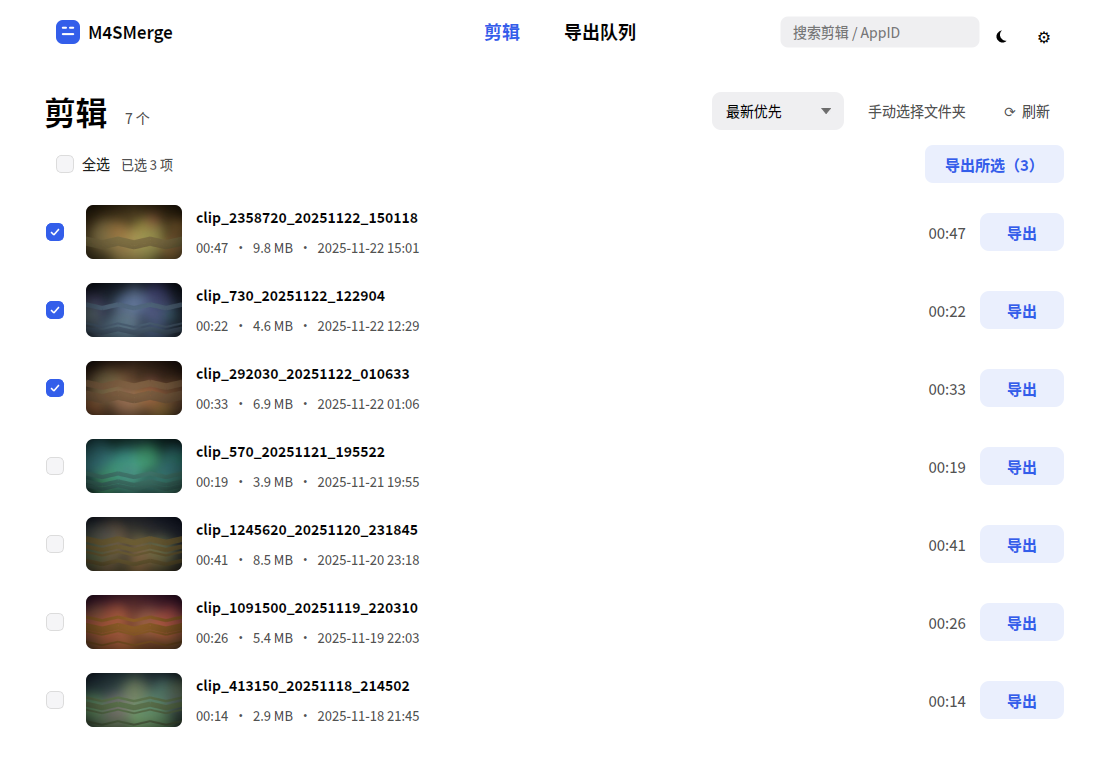 M4SMerge 剪辑 导出队列 搜索剪辑 / AppID
剪辑 7 个 最新优先 手动选择文件夹 ⟳ 刷新
全选 已选 3 项 导出所选（3）
clip_2358720_20251122_150118
00:47 • 9.8 MB • 2025-11-22 15:01
00:47 导出
clip_730_20251122_122904
00:22 • 4.6 MB • 2025-11-22 12:29
00:22 导出
clip_292030_20251122_010633
00:33 • 6.9 MB • 2025-11-22 01:06
00:33 导出
clip_570_20251121_195522
00:19 • 3.9 MB • 2025-11-21 19:55
00:19 导出
clip_1245620_20251120_231845
00:41 • 8.5 MB • 2025-11-20 23:18
00:41 导出
clip_1091500_20251119_220310
00:26 • 5.4 MB • 2025-11-19 22:03
00:26 导出
clip_413150_20251118_214502
00:14 • 2.9 MB • 2025-11-18 21:45
00:14 导出